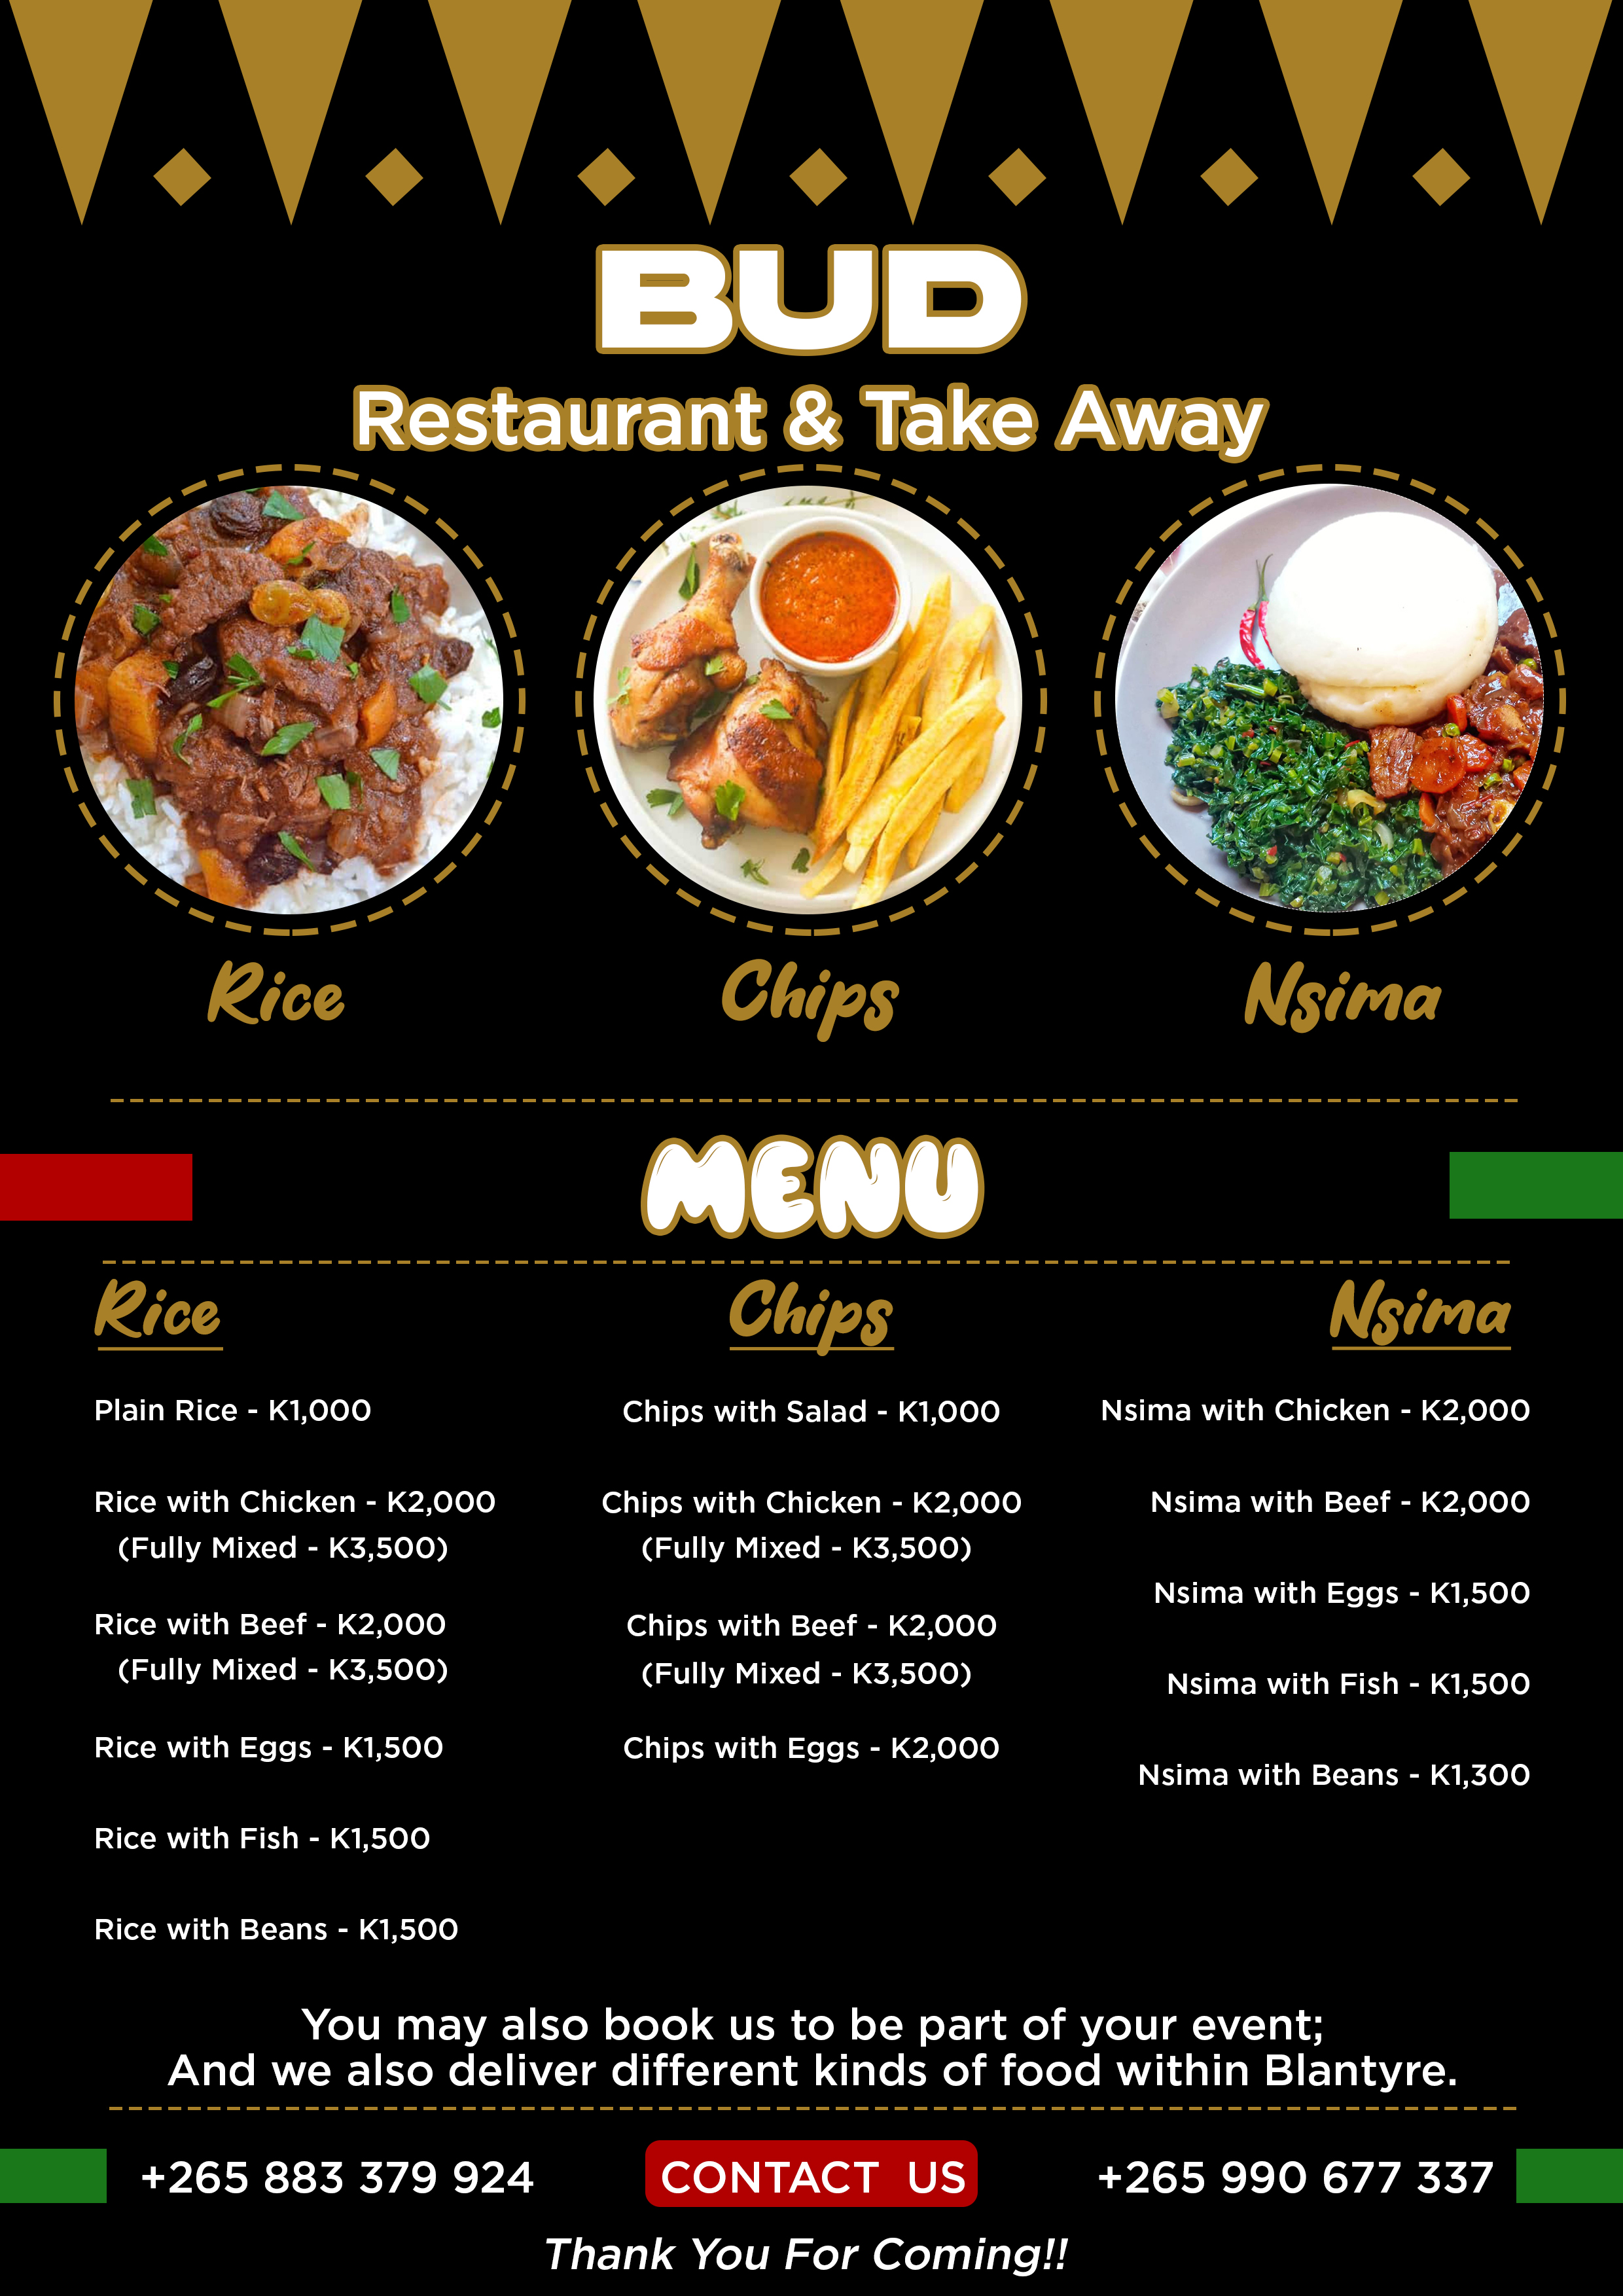 BUD
Restaurant & Take Away
Rice
Chips
Nsima
MENU
Rice
Plain Rice - K1,000
Rice with Chicken - K2,000
(Fully Mixed - K3,500)
Rice with Beef - K2,000
(Fully Mixed - K3,500)
Rice with Eggs - K1,500
Rice with Fish - K1,500
Rice with Beans - K1,500
Chips
Chips with Salad - K1,000
Chips with Chicken - K2,000
(Fully Mixed - K3,500)
Chips with Beef - K2,000
(Fully Mixed - K3,500)
Chips with Eggs - K2,000
Nsima
Nsima with Chicken - K2,000
Nsima with Beef - K2,000
Nsima with Eggs - K1,500
Nsima with Fish - K1,500
Nsima with Beans - K1,300
You may also book us to be part of your event;
And we also deliver different kinds of food within Blantyre.
+265 883 379 924
CONTACT US
+265 990 677 337
Thank You For Coming!!